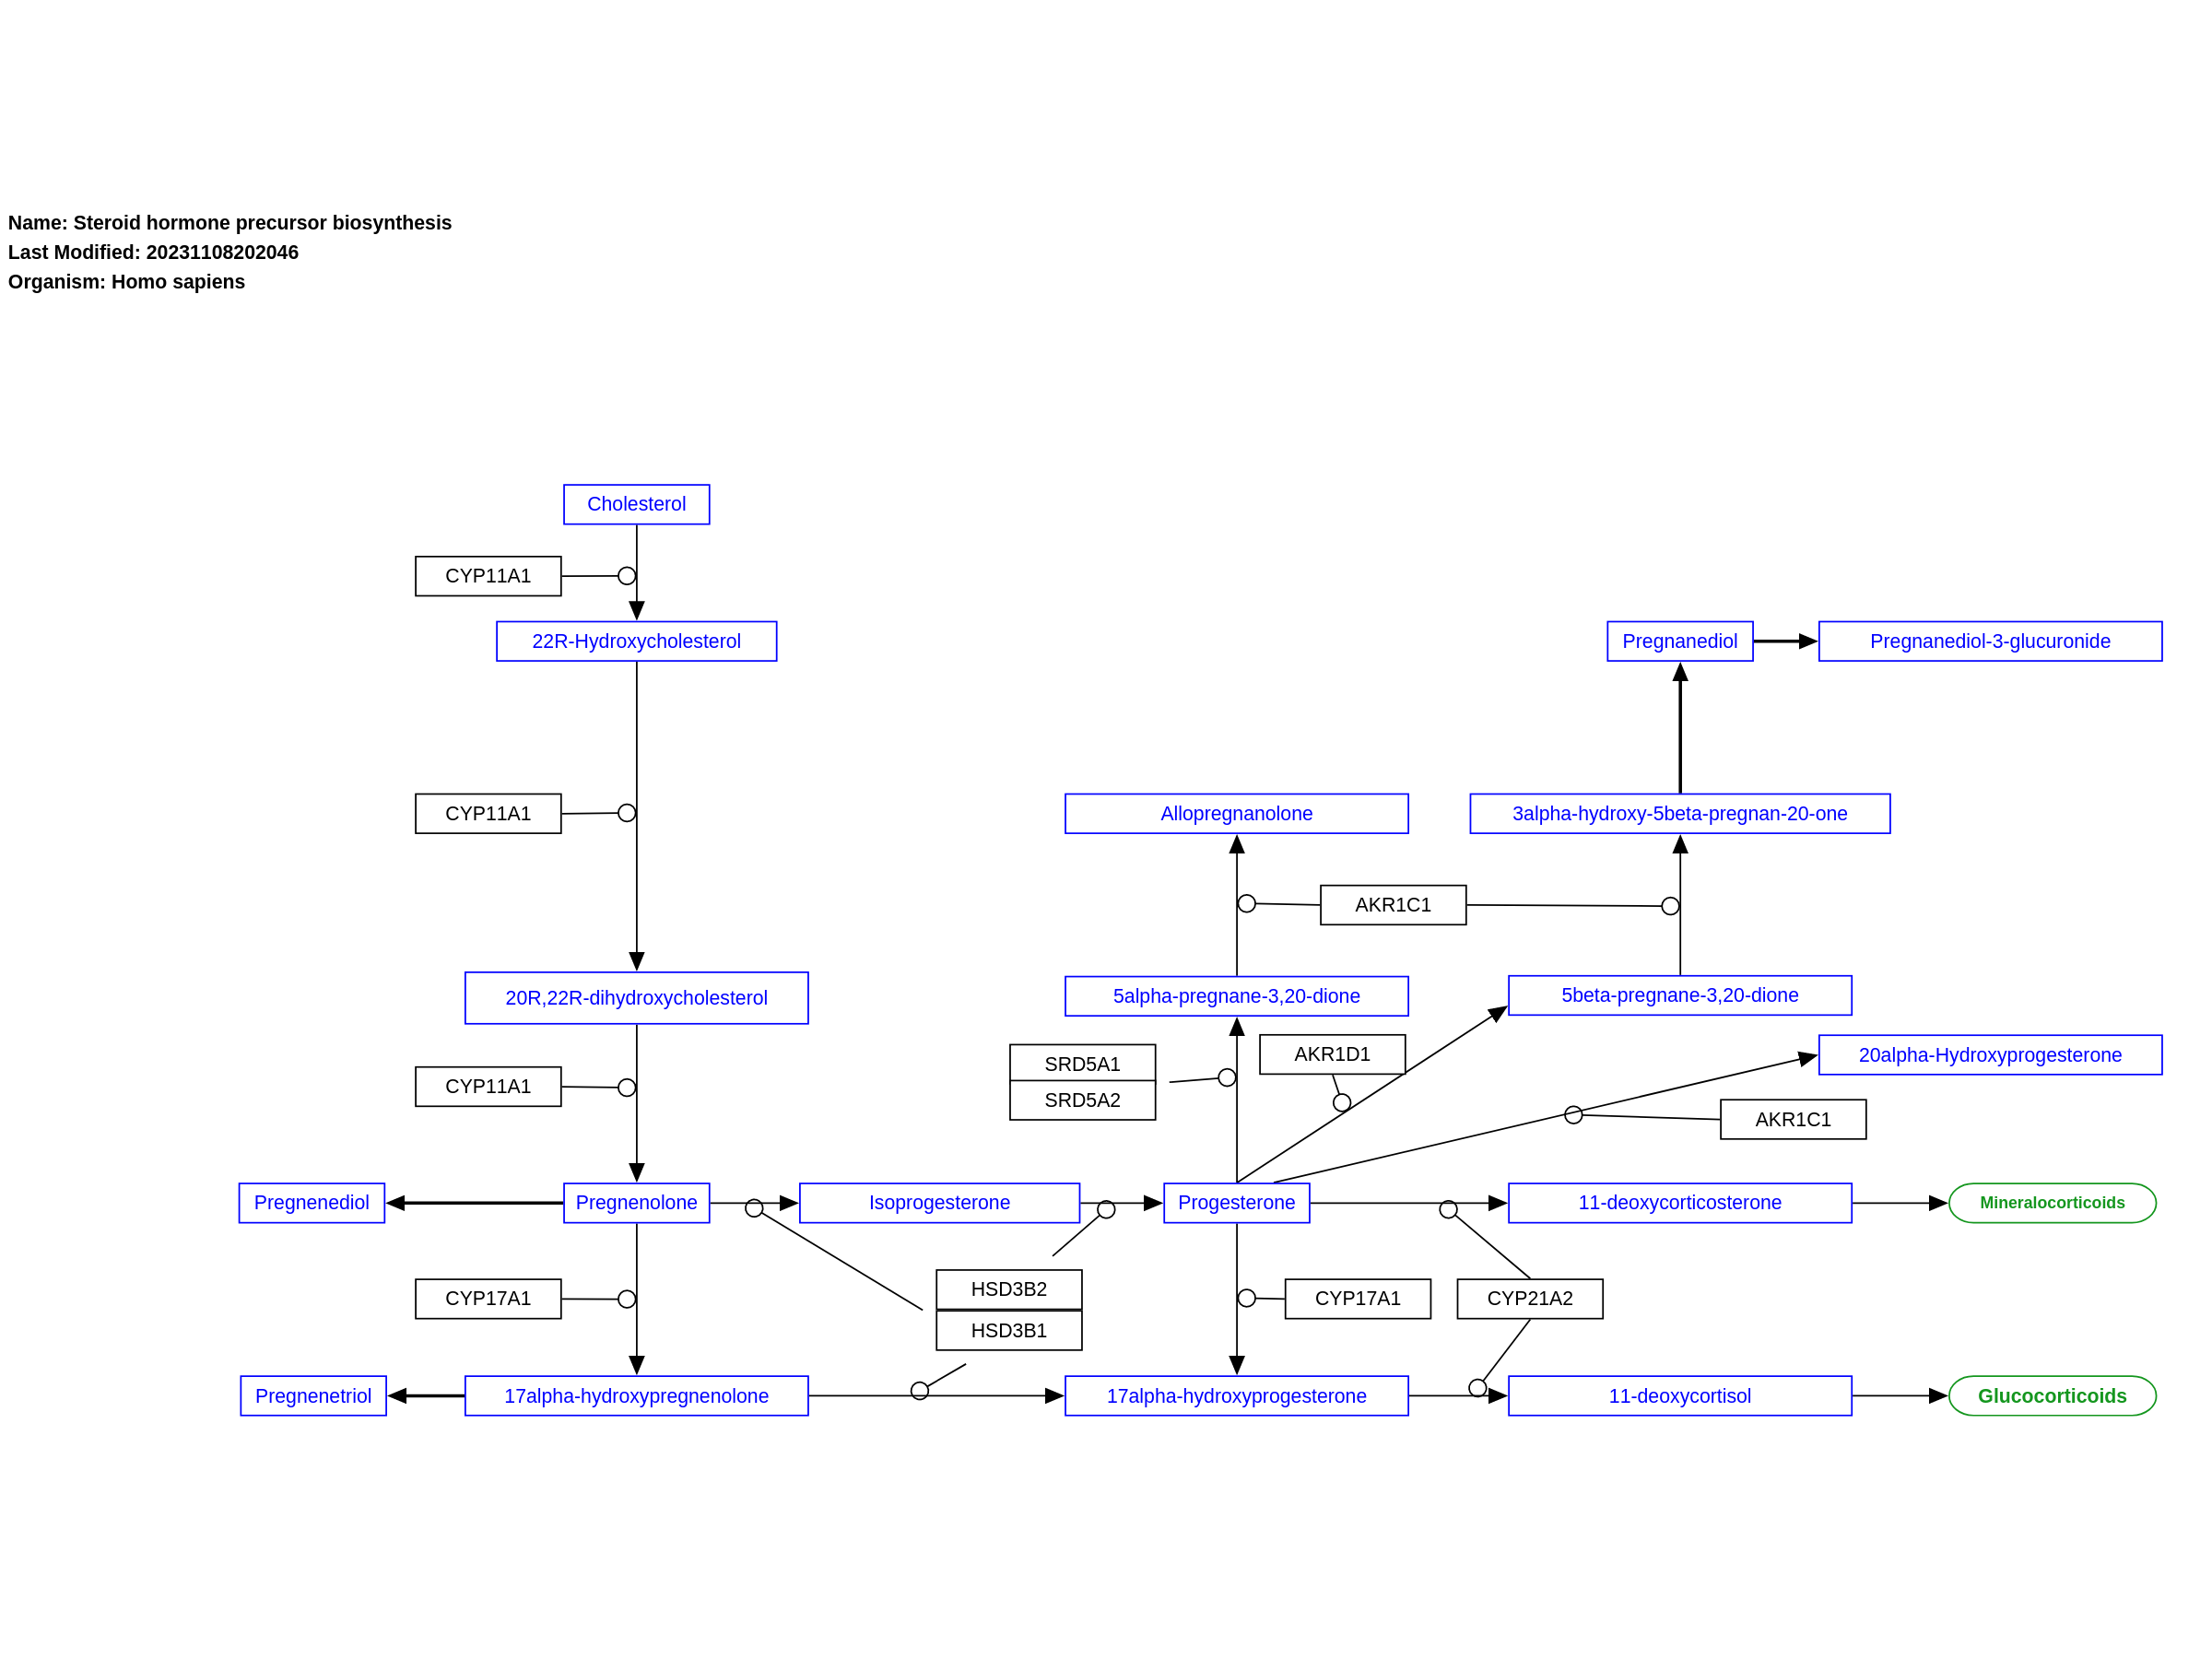 Name: Steroid hormone precursor biosynthesis
Last Modified: 20231108202046
Organism: Homo sapiens
Cholesterol
CYP11A1
22R-Hydroxycholesterol
Pregnanediol
Pregnanediol-3-glucuronide
CYP11A1
Allopregnanolone
3alpha-hydroxy-5beta-pregnan-20-one
AKR1C1
20R,22R-dihydroxycholesterol
5alpha-pregnane-3,20-dione
5beta-pregnane-3,20-dione
SRD5A1
AKR1D1
20alpha-Hydroxyprogesterone
CYP11A1
SRD5A2
AKR1C1
Pregnenediol
Pregnenolone
Isoprogesterone
Progesterone
11-deoxycorticosterone
Mineralocorticoids
CYP17A1
HSD3B2
CYP17A1
CYP21A2
HSD3B1
Pregnenetriol
17alpha-hydroxypregnenolone
17alpha-hydroxyprogesterone
11-deoxycortisol
Glucocorticoids